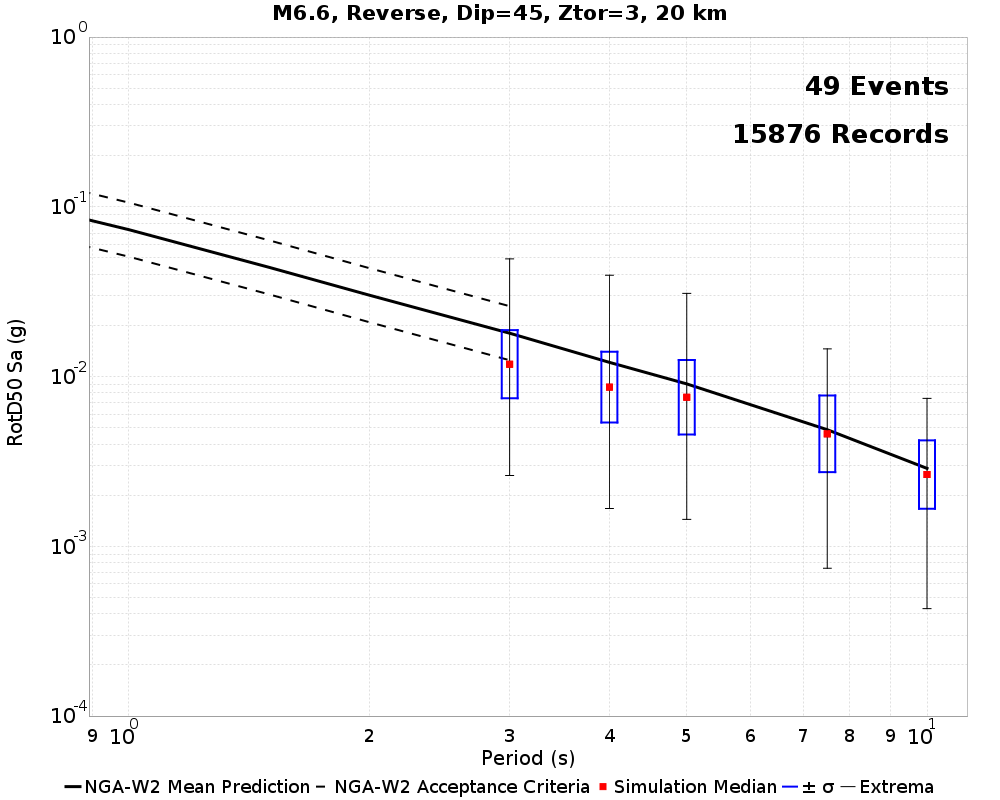 M6.6, Reverse, Dip=45, Ztor=3, 20 km
49 Events
15876 Records
10^0
10^-1
10^-2
10^-3
10^-4
RotD50 Sa (g)
9 10^0 2 3 4 5 6 7 8 9 10^1
Period (s)
NGA-W2 Mean Prediction NGA-W2 Acceptance Criteria Simulation Median ± σ Extrema